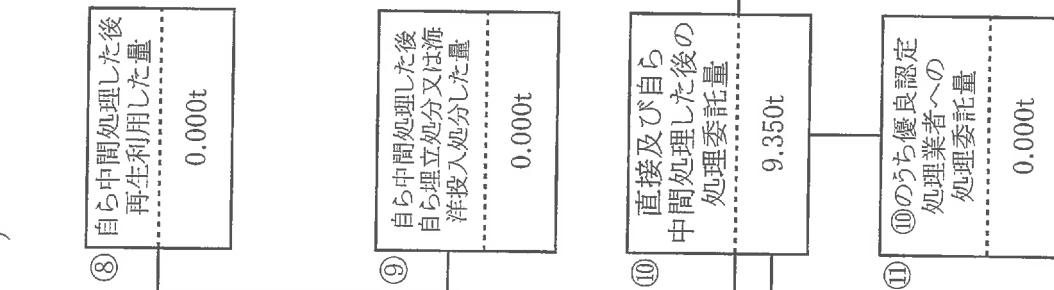 ⑧
自ら中間処理した後
再生利用した量
0.000t
⑨
自ら中間処理した後
自ら埋立処分又は海
洋投入処分した量
0.000t
⑩
直接及び自ら
中間処理した後の
処理委託量
9.350t
⑪
⑩のうち優良認定
処理業者への
処理委託量
0.000t